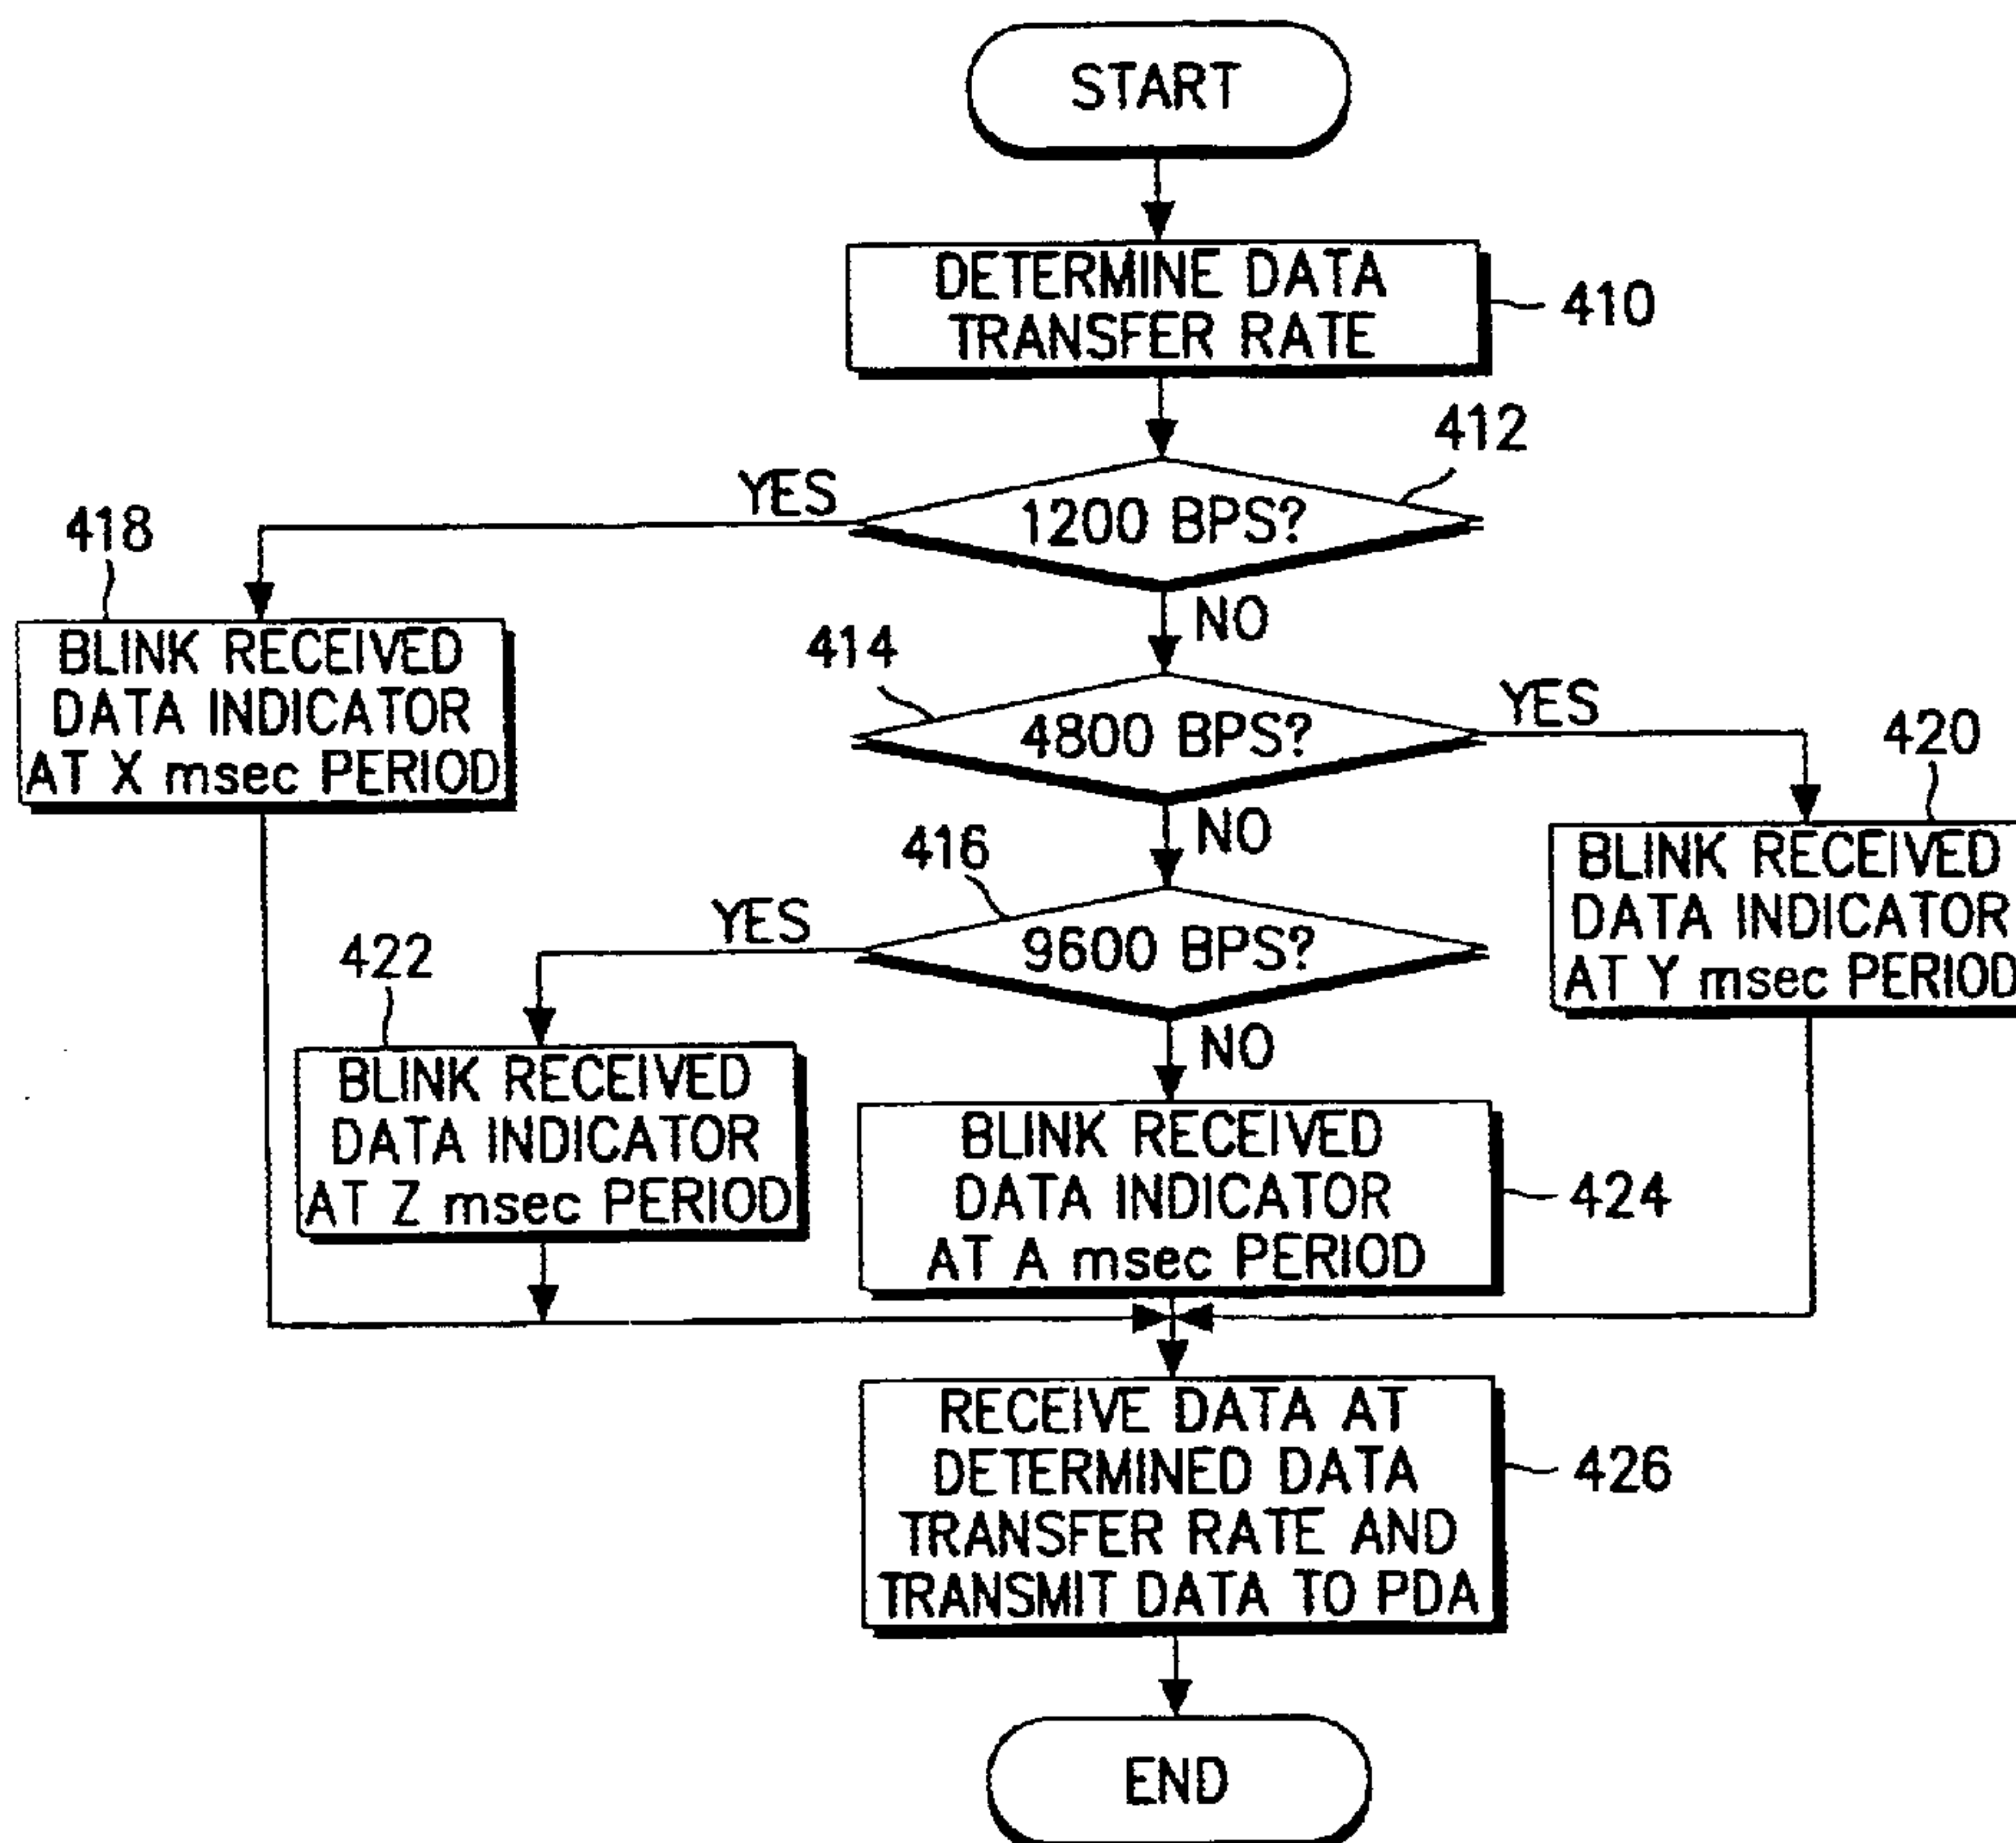 START
DETERMINE DATA
TRANSFER RATE
410
412
YES
1200 BPS?
418
NO
BLINK RECEIVED
DATA INDICATOR
AT X msec PERIOD
414
YES
4800 BPS?
420
NO
BLINK RECEIVED
DATA INDICATOR
AT Y msec PERIOD
416
YES
9600 BPS?
422
NO
BLINK RECEIVED
DATA INDICATOR
AT Z msec PERIOD
BLINK RECEIVED
DATA INDICATOR
AT A msec PERIOD
424
RECEIVE DATA AT
DETERMINED DATA
TRANSFER RATE AND
TRANSMIT DATA TO PDA
426
END